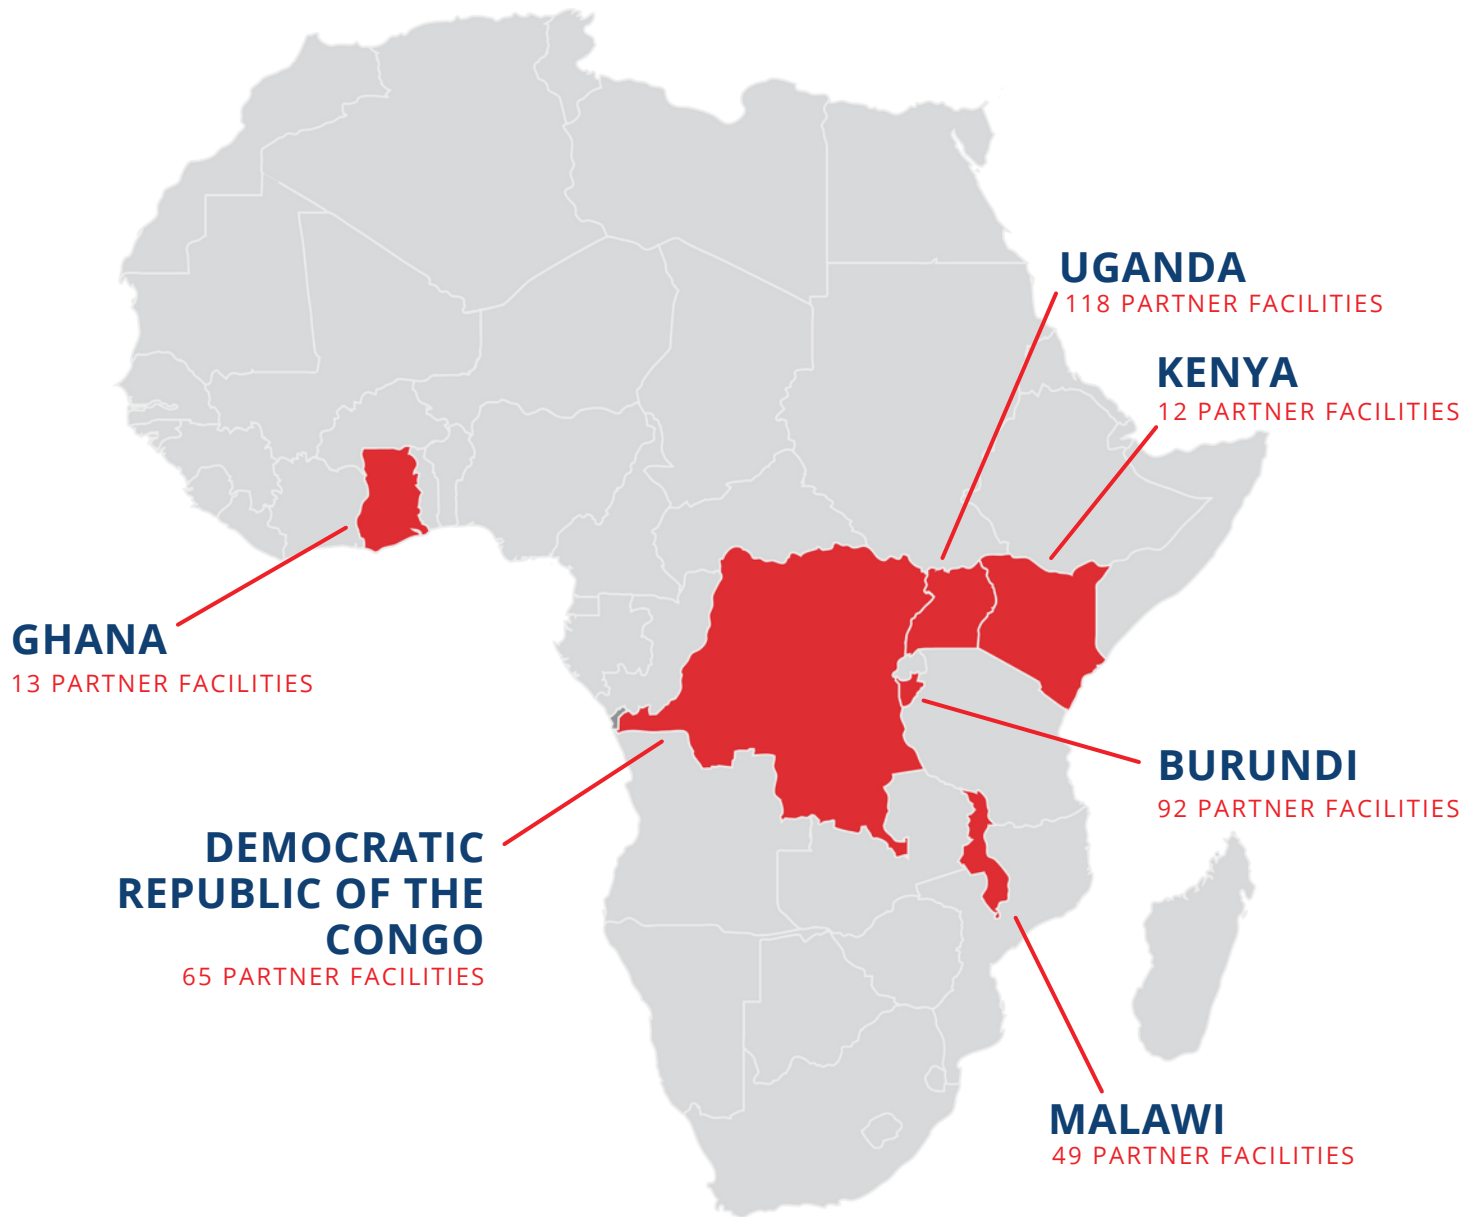 UGANDA
118 PARTNER FACILITIES
KENYA
12 PARTNER FACILITIES
GHANA
13 PARTNER FACILITIES
BURUNDI
92 PARTNER FACILITIES
DEMOCRATIC
REPUBLIC OF THE
CONGO
65 PARTNER FACILITIES
MALAWI
49 PARTNER FACILITIES